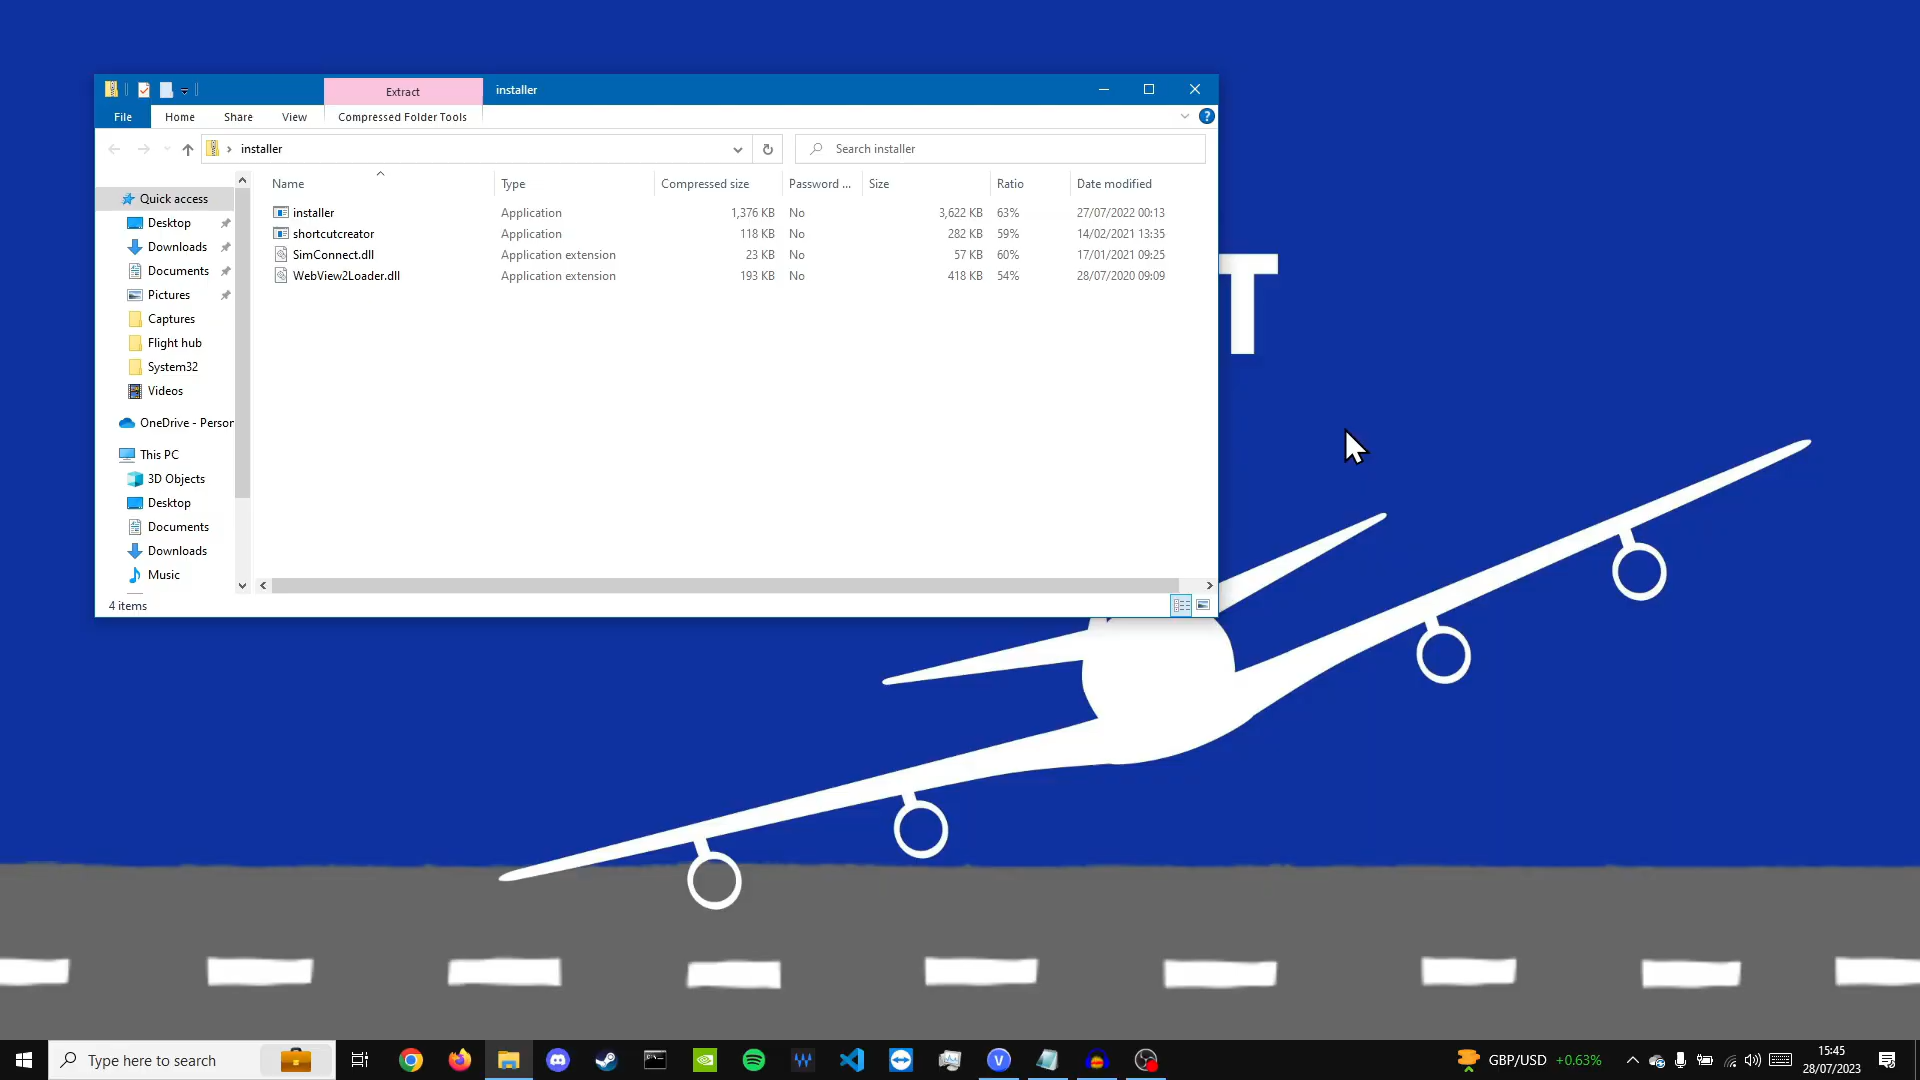 Extract
installer
File
Home
Share
View
Compressed Folder Tools
installer
Search installer
Name
Type
Compressed size
Password ...
Size
Ratio
Date modified
installer
Application
1,376 KB
No
3,622 KB
63%
27/07/2022 00:13
shortcutcreator
Application
118 KB
No
282 KB
59%
14/02/2021 13:35
SimConnect.dll
Application extension
23 KB
No
57 KB
60%
17/01/2021 09:25
WebView2Loader.dll
Application extension
193 KB
No
418 KB
54%
28/07/2020 09:09
Quick access
Desktop
Downloads
Documents
Pictures
Captures
Flight hub
System32
Videos
OneDrive - Person
This PC
3D Objects
Desktop
Documents
Downloads
Music
4 items
T
Type here to search
GBP/USD +0.63%
15:45
28/07/2023